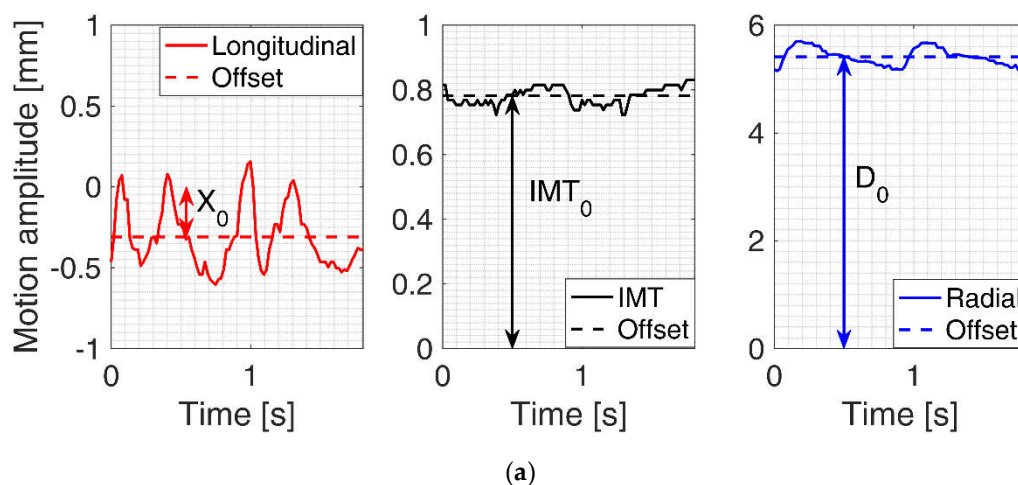 Motion amplitude [mm]
1
0.5
0
-0.5
-1
Longitudinal
Offset
X0
0
1
Time [s]
1
0.8
0.6
0.4
0.2
0
IMT0
IMT
Offset
0
1
Time [s]
6
4
2
0
D0
Radial
Offset
0
1
Time [s]
(a)